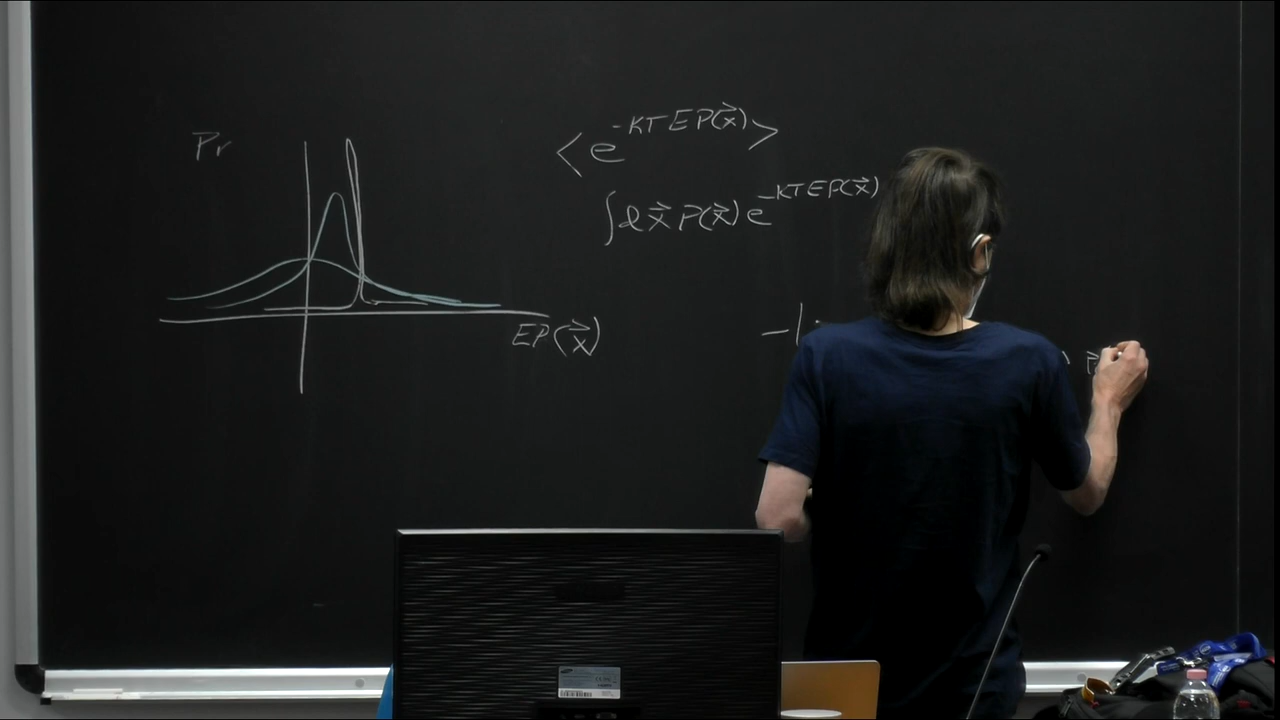 Pr
EP(x⃗)
<e^{-KT EP(x⃗)}>
∫dx⃗ P(x⃗) e^{-KT EP(x⃗)}